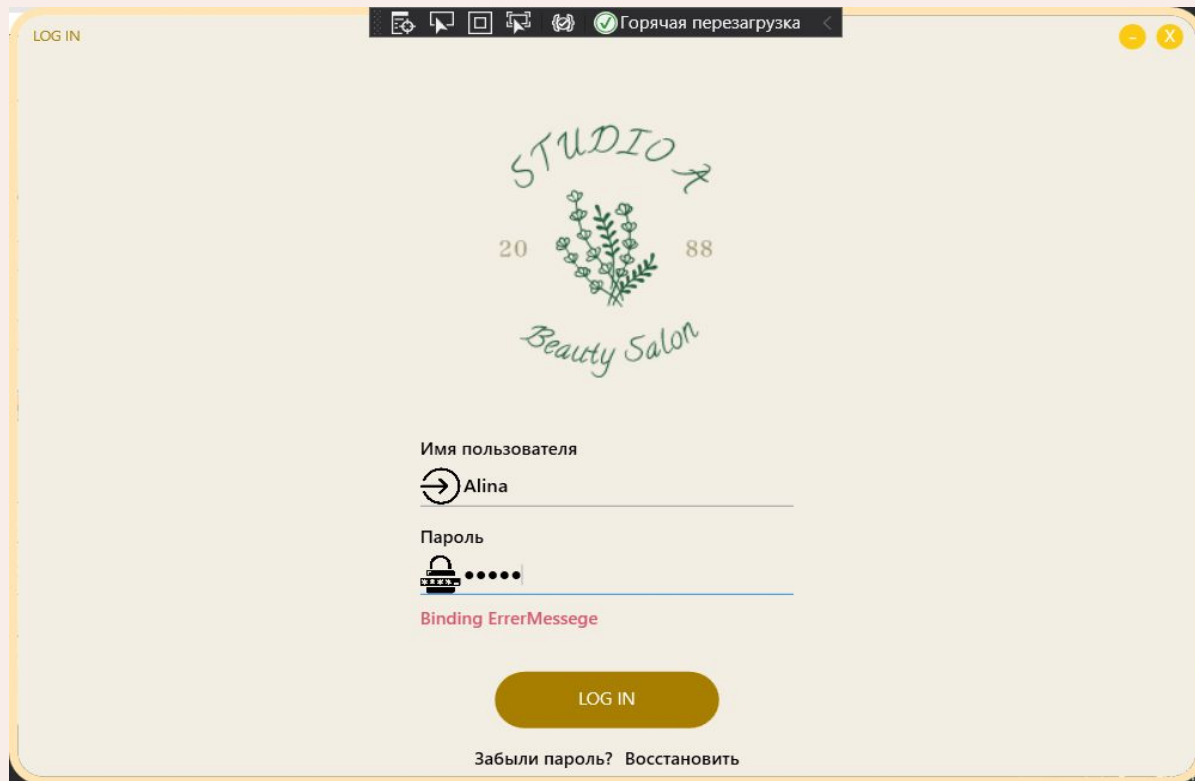 Горячая перезагрузка
LOG IN
– X
STUDIO A
20 88
Beauty Salon
Имя пользователя
Alina
Пароль
•••••
Binding ErrerMessege
LOG IN
Забыли пароль? Восстановить